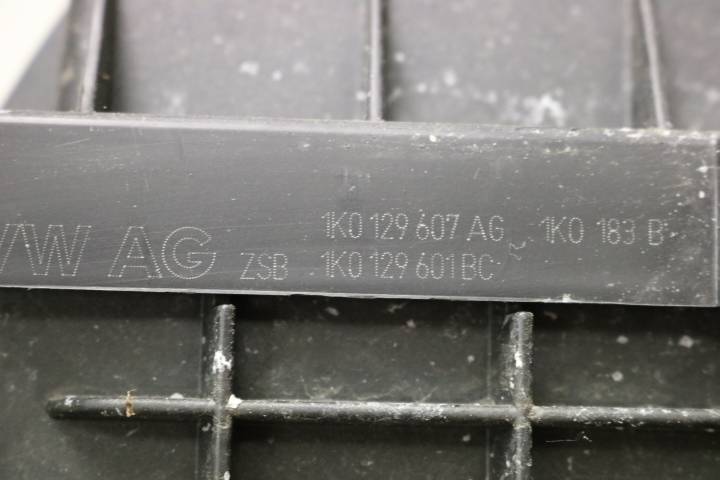 1K0 129 607 AG ~ 1K0 183 B
VW AG ZSB 1K0 129 601 BC